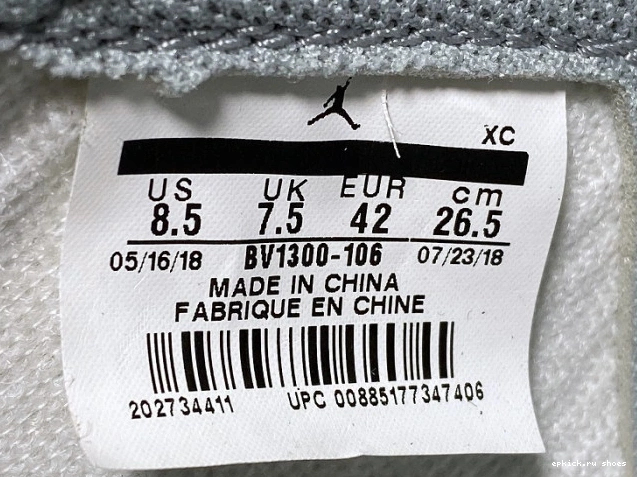 XC
US UK EUR cm
8.5 7.5 42 26.5
05/16/18 BV1300-106 07/23/18
MADE IN CHINA
FABRIQUE EN CHINE
202734411 UPC 00885177347406
ephack.ru shoes